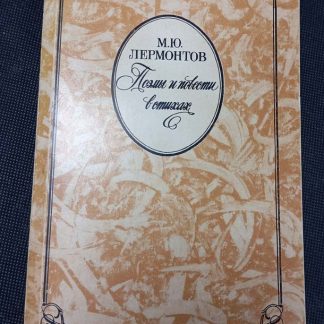 М.Ю.
ЛЕРМОНТОВ
Поэмы и повести
в стихах